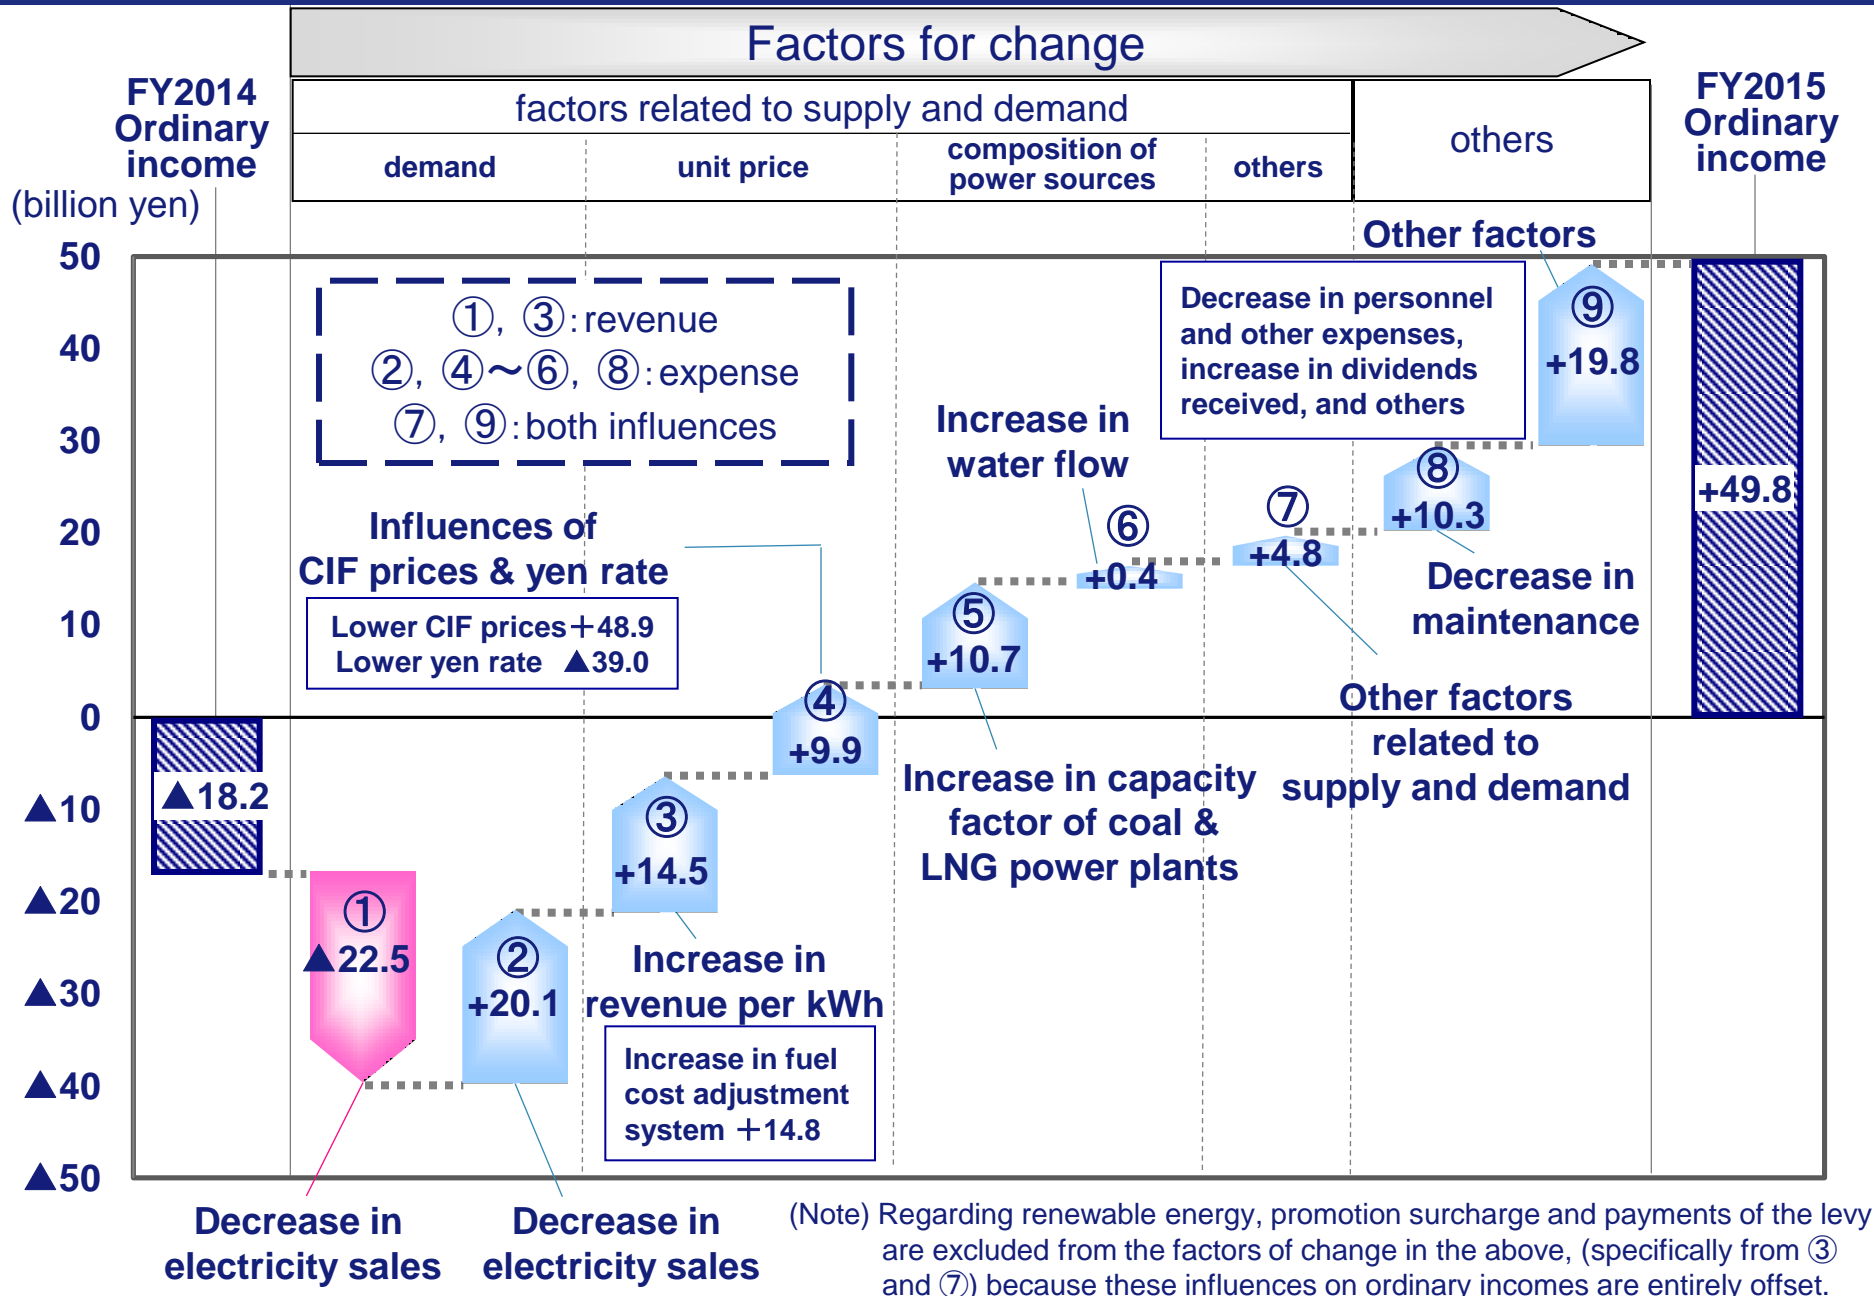 Factors for change
FY2014
Ordinary
income
factors related to supply and demand
others
FY2015
Ordinary
income
demand
unit price
composition of
power sources
others
(billion yen)
50
40
30
20
10
0
▲10
▲20
▲30
▲40
▲50
①, ③:revenue
②, ④～⑥, ⑧:expense
⑦, ⑨:both influences
▲18.2
①
▲22.5
Decrease in
electricity sales
②
+20.1
Decrease in
electricity sales
③
+14.5
Increase in
revenue per kWh
Increase in fuel
cost adjustment
system ＋14.8
Influences of
CIF prices & yen rate
Lower CIF prices＋48.9
Lower yen rate ▲39.0
④
+9.9
⑤
+10.7
Increase in capacity
factor of coal &
LNG power plants
Increase in
water flow
⑥
+0.4
⑦
+4.8
Other factors
related to
supply and demand
⑧
+10.3
Decrease in
maintenance
Other factors
Decrease in personnel
and other expenses,
increase in dividends
received, and others
⑨
+19.8
+49.8
(Note) Regarding renewable energy, promotion surcharge and payments of the levy
are excluded from the factors of change in the above, (specifically from ③
and ⑦) because these influences on ordinary incomes are entirely offset.